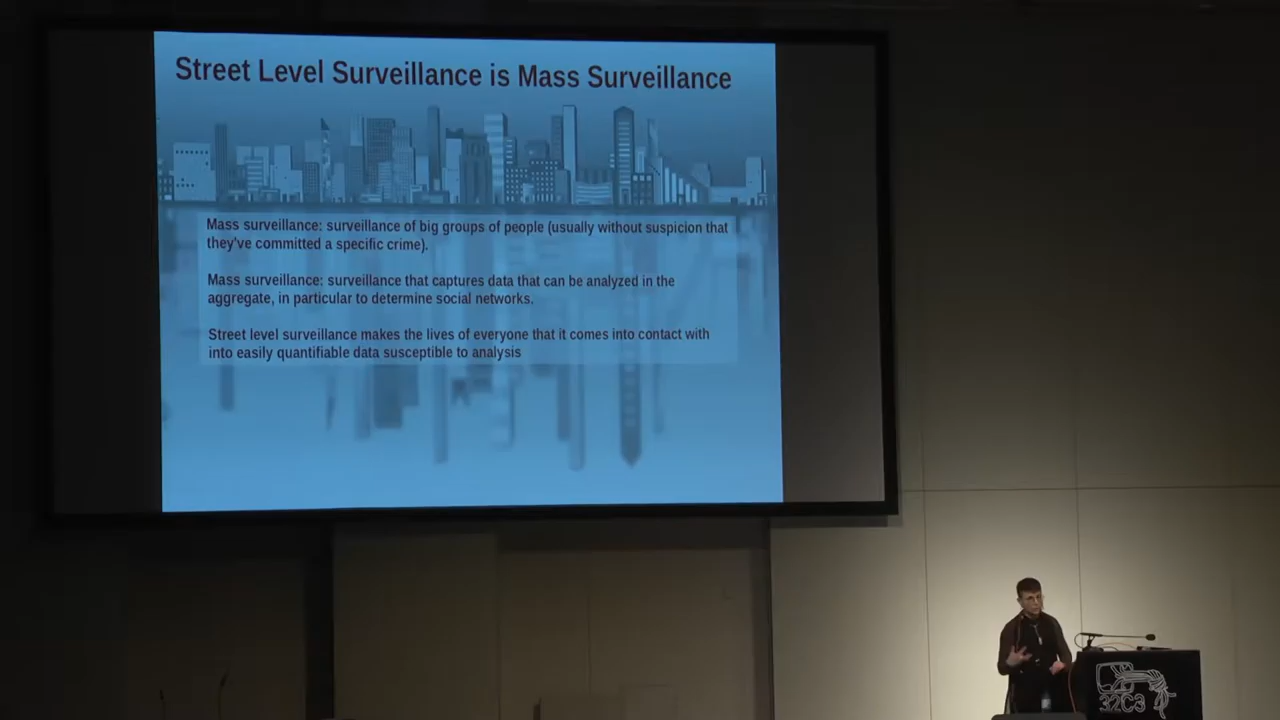 Street Level Surveillance is Mass Surveillance
Mass surveillance: surveillance of big groups of people (usually without suspicion that
they've committed a specific crime).
Mass surveillance: surveillance that captures data that can be analyzed in the
aggregate, in particular to determine social networks.
Street level surveillance makes the lives of everyone that it comes into contact with
into easily quantifiable data susceptible to analysis
32C3